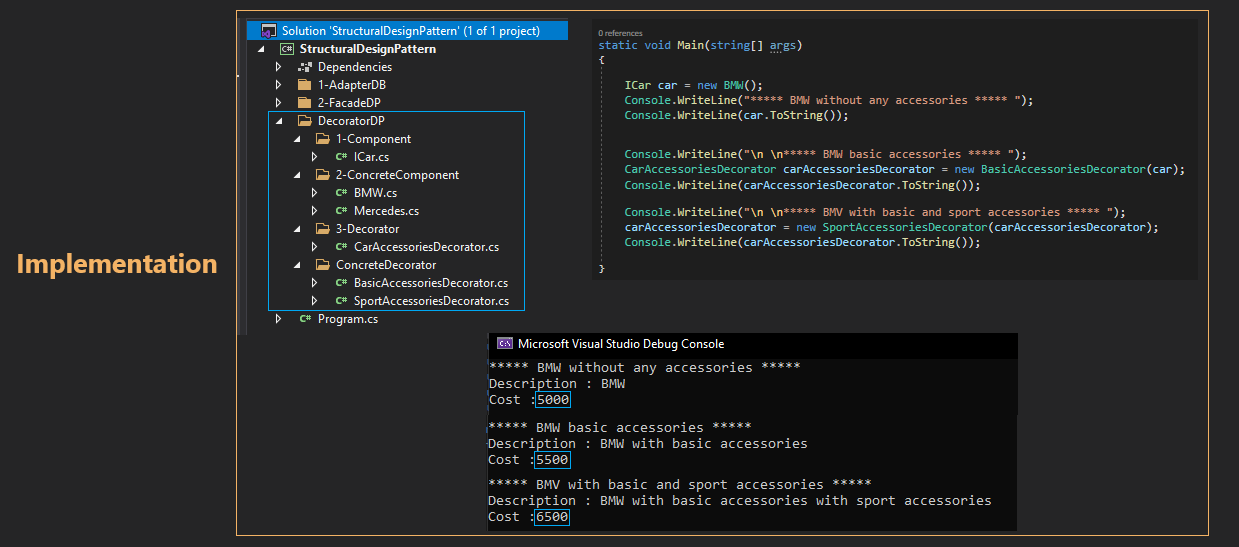 Implementation
Solution 'StructuralDesignPattern' (1 of 1 project)
C# StructuralDesignPattern
Dependencies
1-AdapterDB
2-FacadeDP
DecoratorDP
1-Component
C# ICar.cs
2-ConcreteComponent
C# BMW.cs
C# Mercedes.cs
3-Decorator
C# CarAccessoriesDecorator.cs
ConcreteDecorator
C# BasicAccessoriesDecorator.cs
C# SportAccessoriesDecorator.cs
C# Program.cs
0 references
static void Main(string[] args)
{
ICar car = new BMW();
Console.WriteLine("***** BMW without any accessories ***** ");
Console.WriteLine(car.ToString());
Console.WriteLine("\n \n***** BMW basic accessories ***** ");
CarAccessoriesDecorator carAccessoriesDecorator = new BasicAccessoriesDecorator(car);
Console.WriteLine(carAccessoriesDecorator.ToString());
Console.WriteLine("\n \n***** BMV with basic and sport accessories ***** ");
carAccessoriesDecorator = new SportAccessoriesDecorator(carAccessoriesDecorator);
Console.WriteLine(carAccessoriesDecorator.ToString());
}
Microsoft Visual Studio Debug Console
***** BMW without any accessories *****
Description : BMW
Cost :5000
***** BMW basic accessories *****
Description : BMW with basic accessories
Cost :5500
***** BMV with basic and sport accessories *****
Description : BMW with basic accessories with sport accessories
Cost :6500